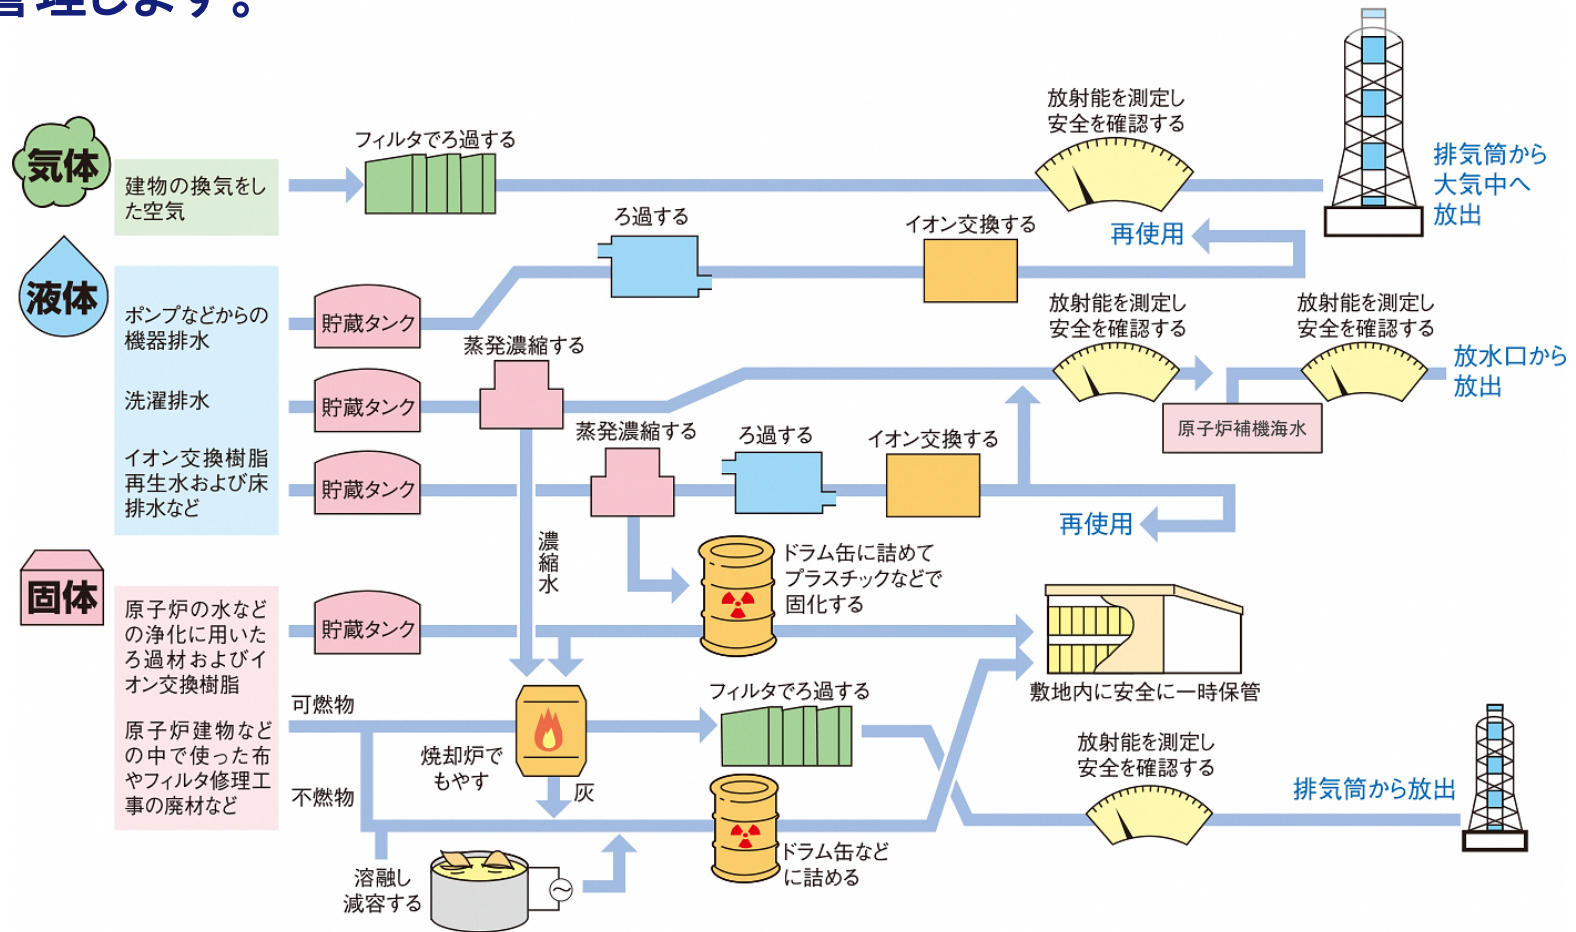 管理します。
気体
建物の換気をし
た空気
フィルタでろ過する
放射能を測定し
安全を確認する
排気筒から
大気中へ
放出
液体
ポンプなどからの
機器排水
貯蔵タンク
ろ過する
イオン交換する
再使用
洗濯排水
貯蔵タンク
蒸発濃縮する
放射能を測定し
安全を確認する
原子炉補機海水
放射能を測定し
安全を確認する
放水口から
放出
イオン交換樹脂
再生水および床
排水など
貯蔵タンク
蒸発濃縮する
ろ過する
イオン交換する
再使用
濃縮水
ドラム缶に詰めて
プラスチックなどで
固化する
固体
原子炉の水など
の浄化に用いた
ろ過材およびイ
オン交換樹脂
貯蔵タンク
敷地内に安全に一時保管
原子炉建物など
の中で使った布
やフィルタ修理工
事の廃材など
可燃物
不燃物
焼却炉で
もやす
灰
フィルタでろ過する
放射能を測定し
安全を確認する
排気筒から放出
溶融し
減容する
ドラム缶など
に詰める